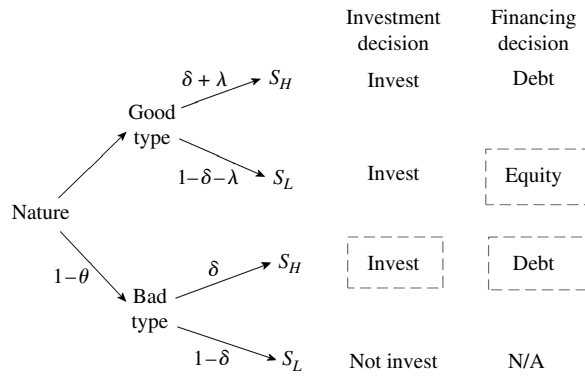 Investment decision
Financing decision
δ + λ
S_H
Invest
Debt
Good type
1–δ–λ
S_L
Invest
Equity
Nature
1–θ
δ
S_H
Invest
Debt
Bad type
1–δ
S_L
Not invest
N/A